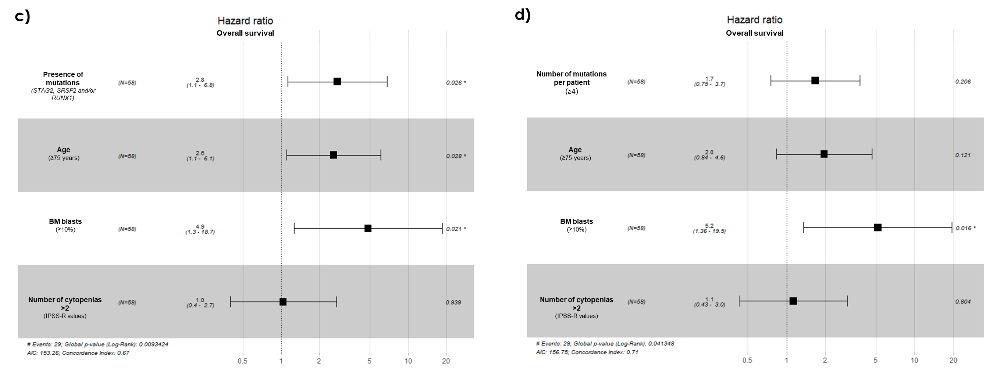 c)
Hazard ratio
Overall survival
Presence of
mutations
(STAG2, SRSF2 and/or
RUNX1)
(N=58)
2.8
(1.1 - 6.8)
0.026 *
Age
(≥75 years)
(N=58)
2.6
(1.1 - 6.1)
0.028 *
BM blasts
(≥10%)
(N=58)
4.9
(1.3 - 18.7)
0.021 *
Number of cytopenias
>2
(IPSS-R values)
(N=58)
1.0
(0.4 - 2.7)
0.939
# Events: 29; Global p-value (Log-Rank): 0.0093424
AIC: 153.26; Concordance Index: 0.67
0.5 1 2 5 10 20
d)
Hazard ratio
Overall survival
Number of mutations
per patient
(≥4)
(N=58)
1.7
(0.75 - 3.7)
0.206
Age
(≥75 years)
(N=58)
2.0
(0.84 - 4.6)
0.121
BM blasts
(≥10%)
(N=58)
5.2
(1.36 - 19.5)
0.016 *
Number of cytopenias
>2
(IPSS-R values)
(N=58)
1.1
(0.43 - 3.0)
0.804
# Events: 29; Global p-value (Log-Rank): 0.041348
AIC: 156.75; Concordance Index: 0.71
0.5 1 2 5 10 20